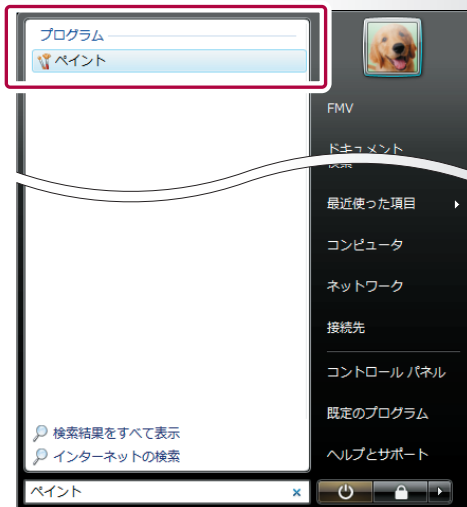 プログラム
ペイント
検索結果をすべて表示
インターネットの検索
ペイント
FMV
ドキュメント
検索
最近使った項目
コンピュータ
ネットワーク
接続先
コントロール パネル
既定のプログラム
ヘルプとサポート